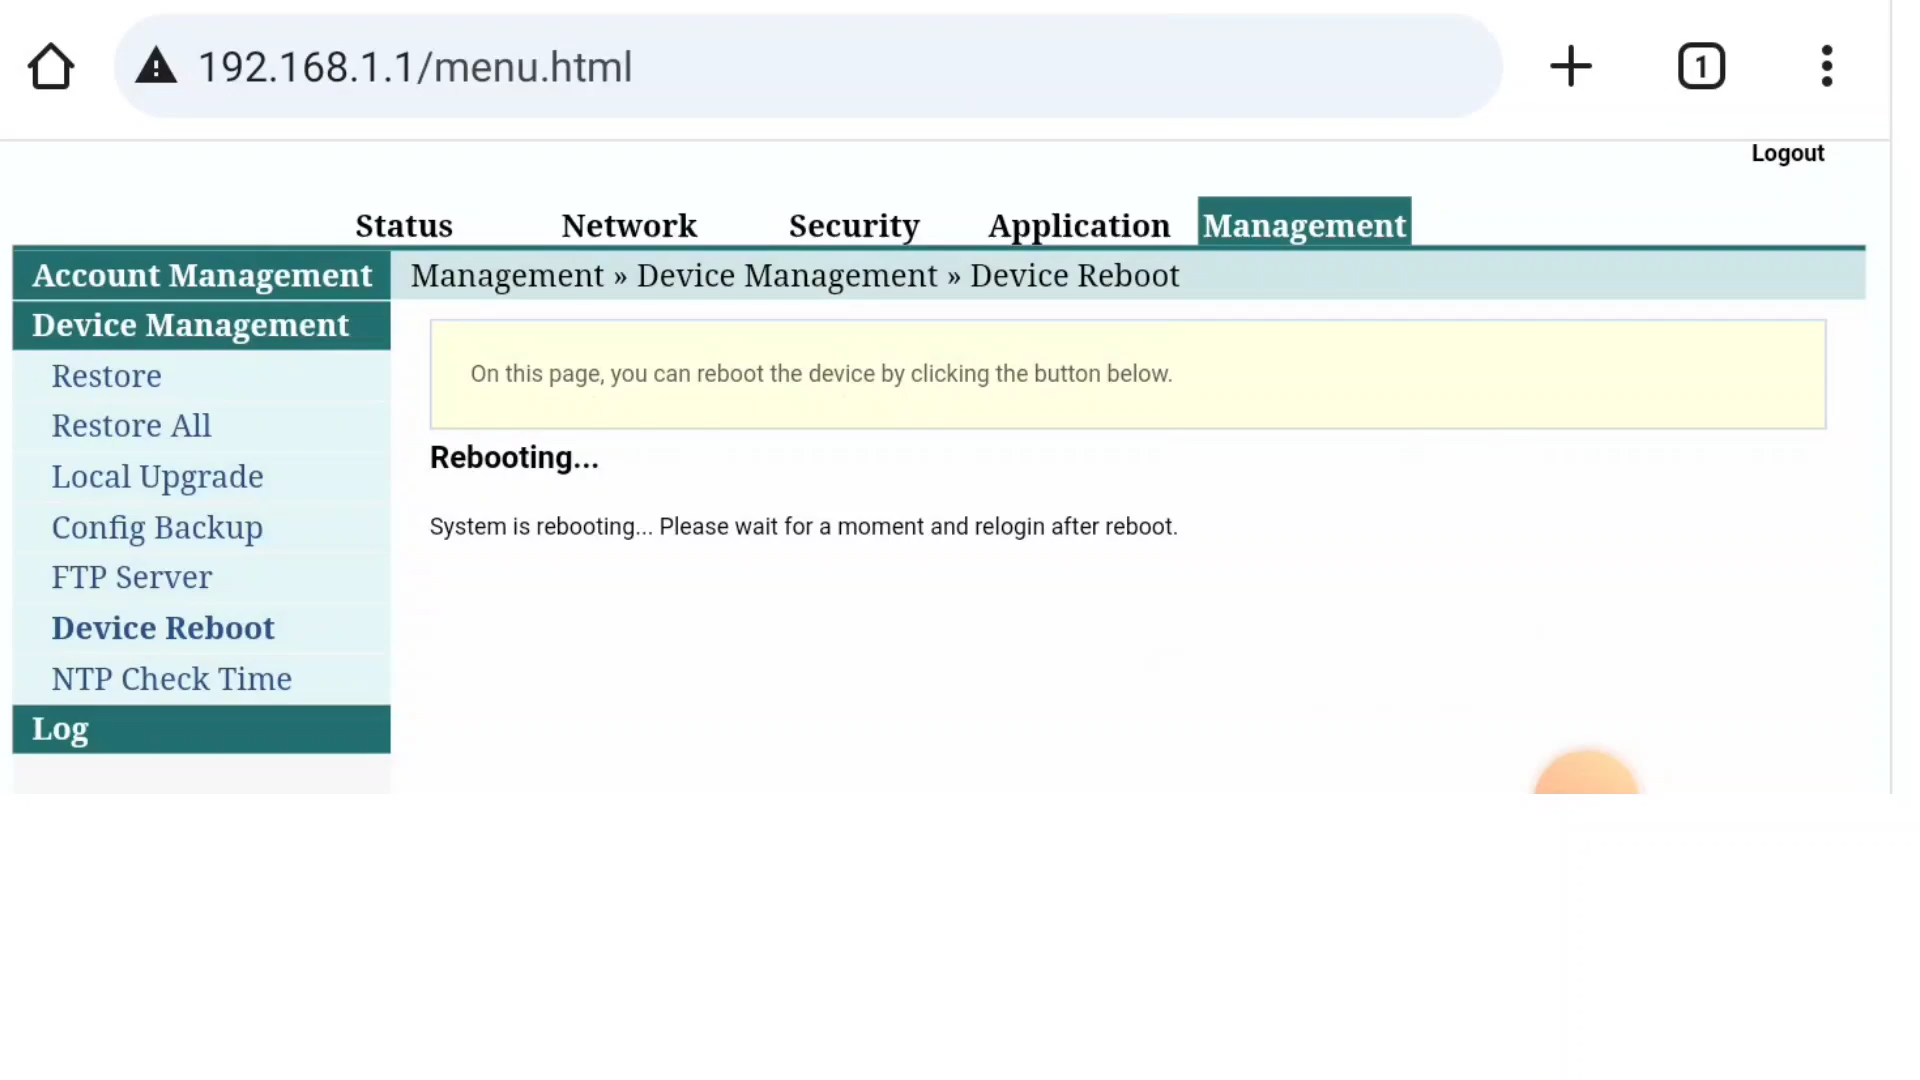 192.168.1.1/menu.html
1
Logout
Status Network Security Application Management
Account Management
Management » Device Management » Device Reboot
Device Management
Restore
Restore All
Local Upgrade
Config Backup
FTP Server
Device Reboot
NTP Check Time
Log
On this page, you can reboot the device by clicking the button below.
Rebooting...
System is rebooting... Please wait for a moment and relogin after reboot.